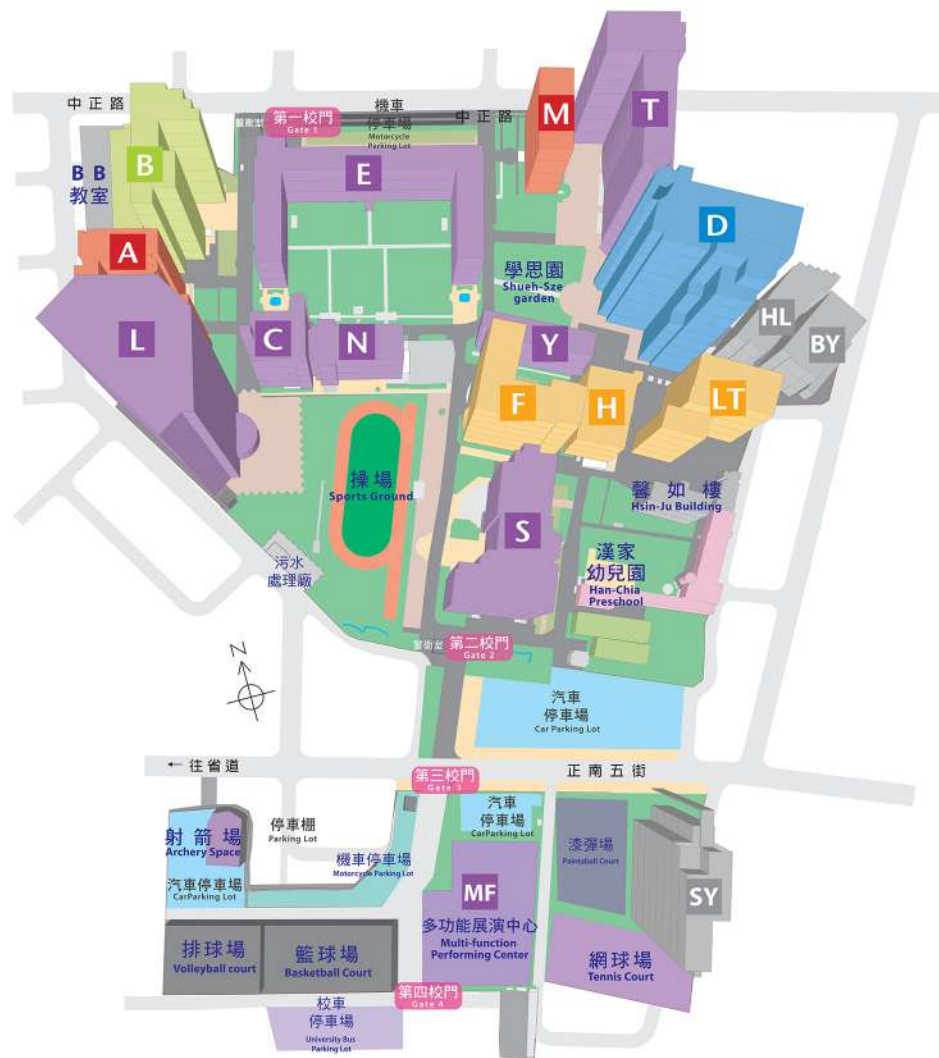 中正路
警衛室
第一校門
Gate 1
機車
停車場
Motorcycle
Parking Lot
中正路
M
T
B
BB
教室
E
D
A
學思園
Shueh-Sze
garden
HL
BY
L
C
N
Y
F
H
LT
操場
Sports Ground
馨如樓
Hsin-Ju Building
S
漢家
幼兒園
Han-Chia
Preschool
污水
處理廠
警衛室
第二校門
Gate 2
N
汽車
停車場
Car Parking Lot
←往省道
第三校門
Gate 3
正南五街
射箭場
Archery Space
停車棚
Parking Lot
汽車
停車場
CarParking Lot
漆彈場
Paintaball Court
機車停車場
Motorcycle Parking Lot
汽車停車場
CarParking Lot
MF
SY
多功能展演中心
Multi-function
Performing Center
排球場
Volleyball court
籃球場
Basketball Court
網球場
Tennis Court
第四校門
Gate 4
校車
停車場
University Bus
Parking Lot